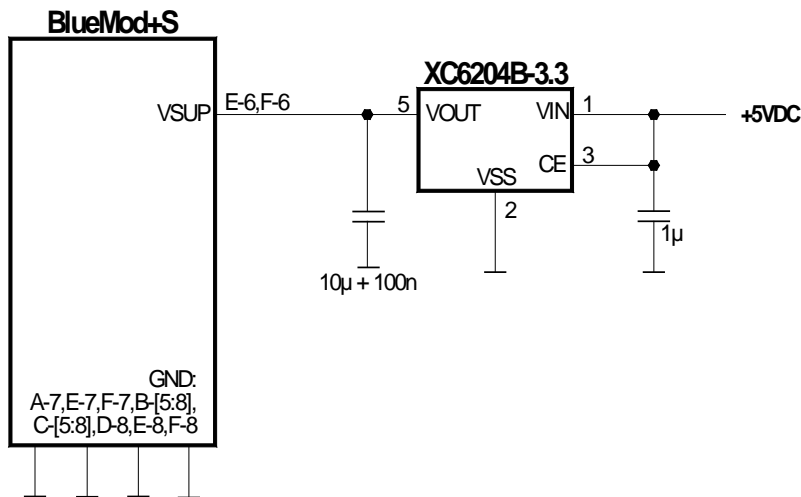 BlueMod+S
XC6204B-3.3
VSUP
E-6,F-6
5
VOUT
VIN
1
+5VDC
CE
3
VSS
2
10µ + 100n
1µ
GND:
A-7,E-7,F-7,B-[5:8],
C-[5:8],D-8,E-8,F-8